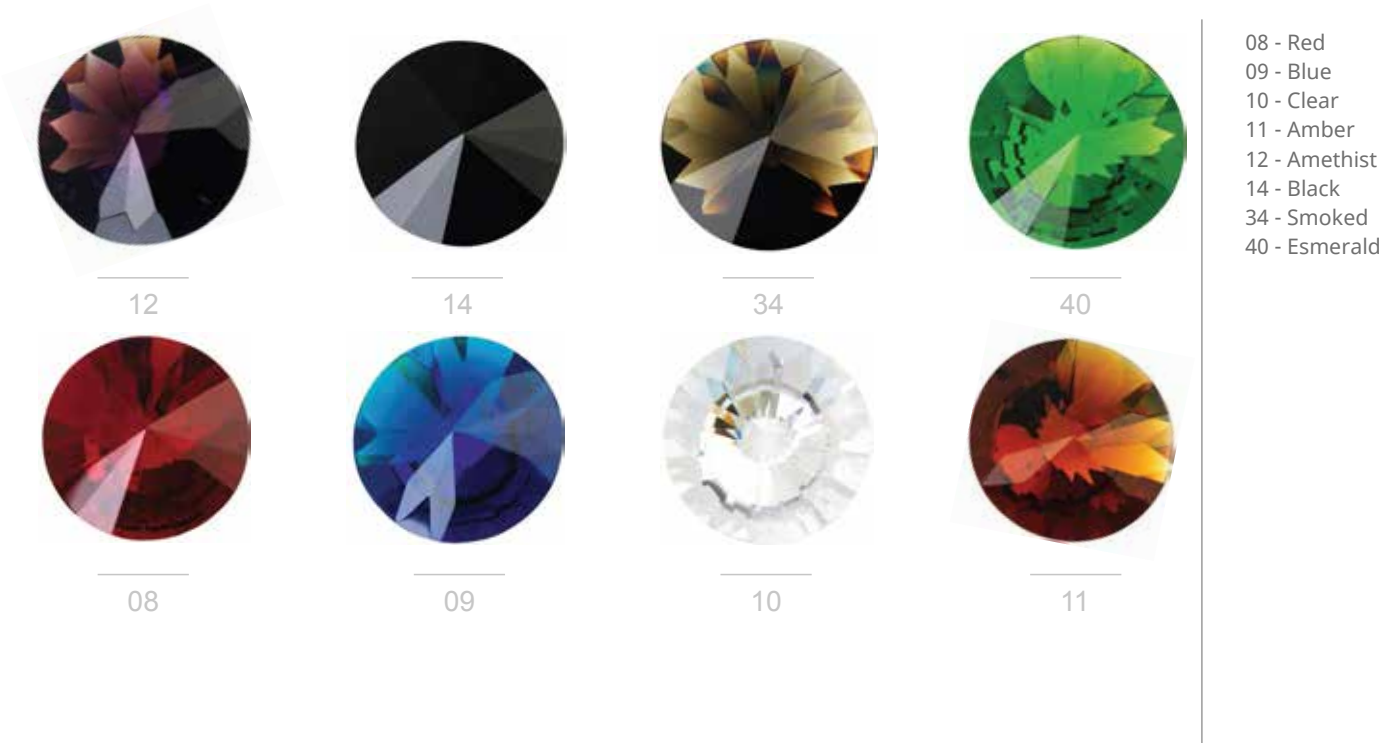 12
14
34
40
08
09
10
11
08 - Red
09 - Blue
10 - Clear
11 - Amber
12 - Amethist
14 - Black
34 - Smoked
40 - Esmerald